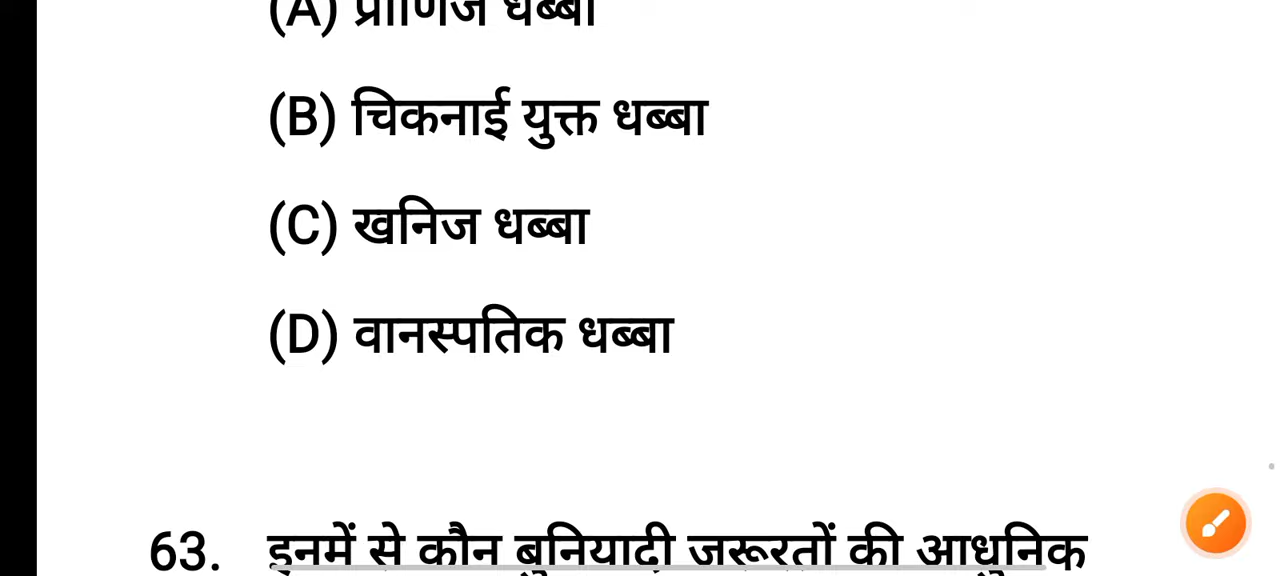 (A) प्राणिज धब्बा
(B) चिकनाई युक्त धब्बा
(C) खनिज धब्बा
(D) वानस्पतिक धब्बा
63. इनमें से कौन बुनियादी जरूरतों की आधुनिक